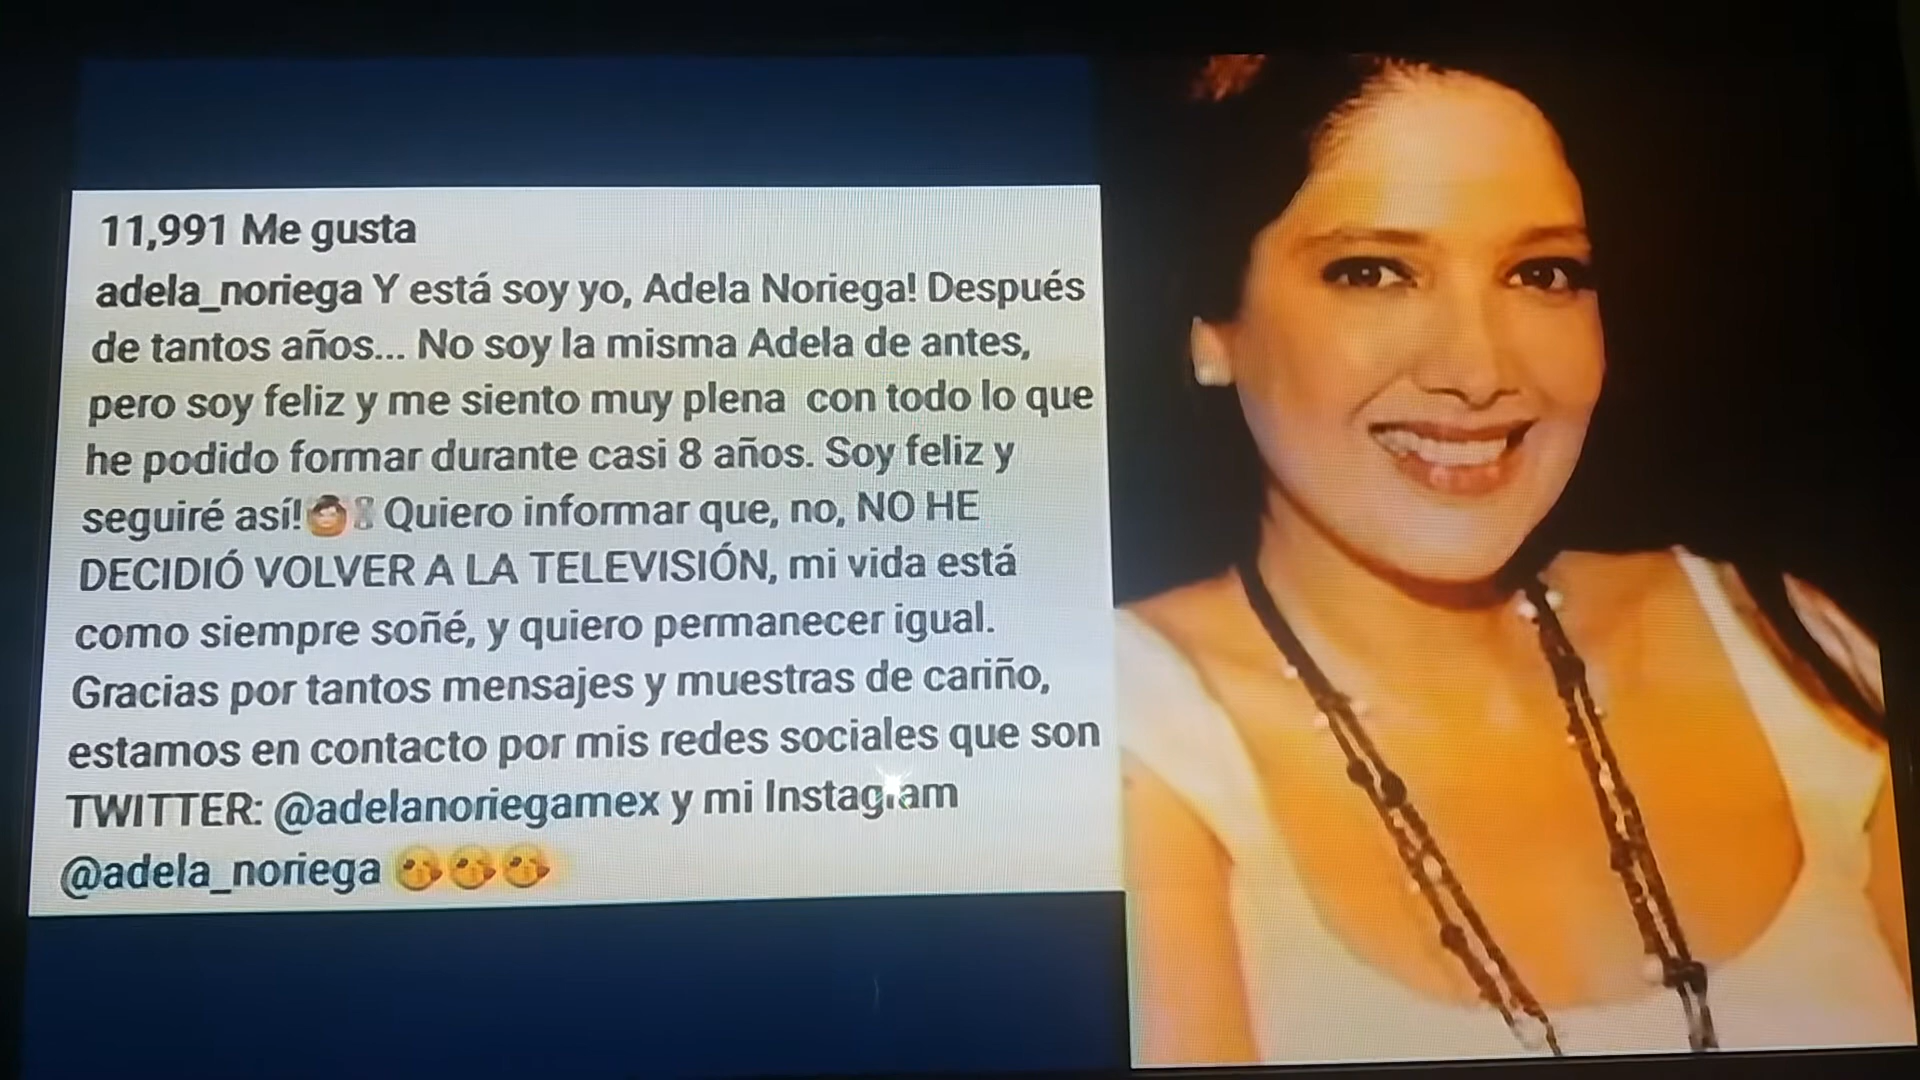 11,991 Me gusta
adela_noriega Y está soy yo, Adela Noriega! Después
de tantos años... No soy la misma Adela de antes,
pero soy feliz y me siento muy plena con todo lo que
he podido formar durante casi 8 años. Soy feliz y
seguiré así! Quiero informar que, no, NO HE
DECIDIÓ VOLVER A LA TELEVISIÓN, mi vida está
como siempre soñé, y quiero permanecer igual.
Gracias por tantos mensajes y muestras de cariño,
estamos en contacto por mis redes sociales que son
TWITTER: @adelanoriegamex y mi Instagram
@adela_noriega